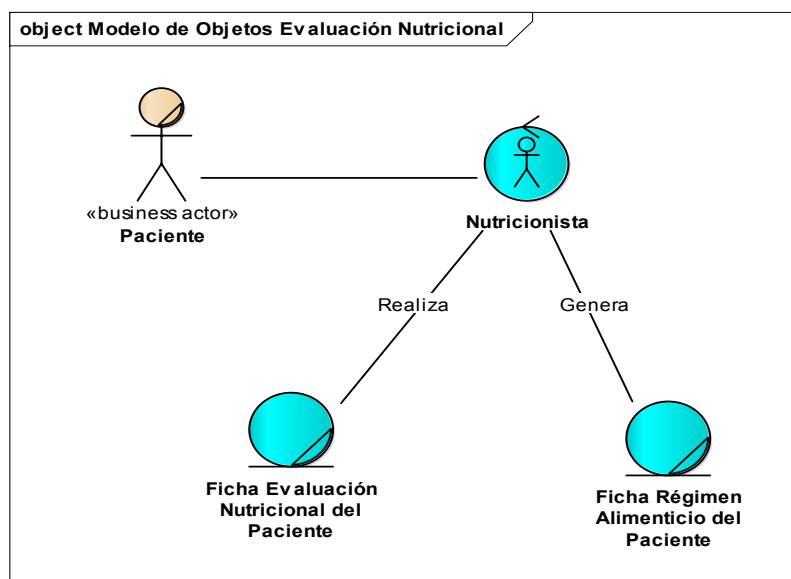 object Modelo de Objetos Evaluación Nutricional
«business actor»
Paciente
Nutricionista
Realiza
Genera
Ficha Evaluación
Nutricional del
Paciente
Ficha Régimen
Alimenticio del
Paciente